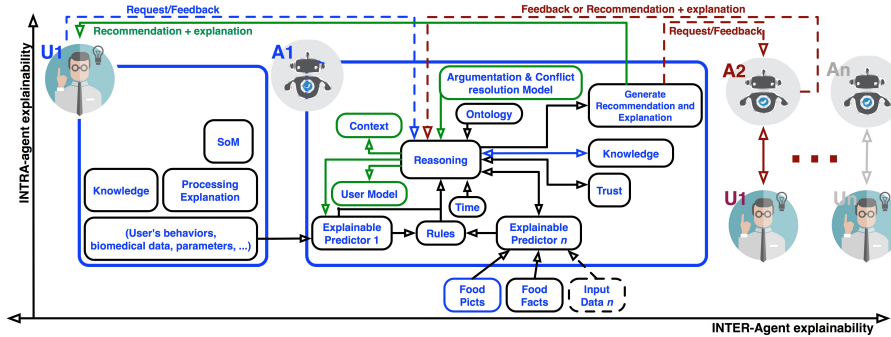 Request/Feedback
Feedback or Recommendation + explanation
Recommendation + explanation
Request/Feedback
U1
A1
A2
An
INTRA-agent explainability
Argumentation & Conflict
resolution Model
Generate
Recommendation and
Explanation
Context
Ontology
SoM
Reasoning
Knowledge
Knowledge
Processing
Explanation
User Model
Trust
Time
U1
Un
(User's behaviors,
biomedical data, parameters, ...)
Explainable
Predictor 1
Rules
Explainable
Predictor n
Food
Picts
Food
Facts
Input
Data n
INTER-Agent explainability